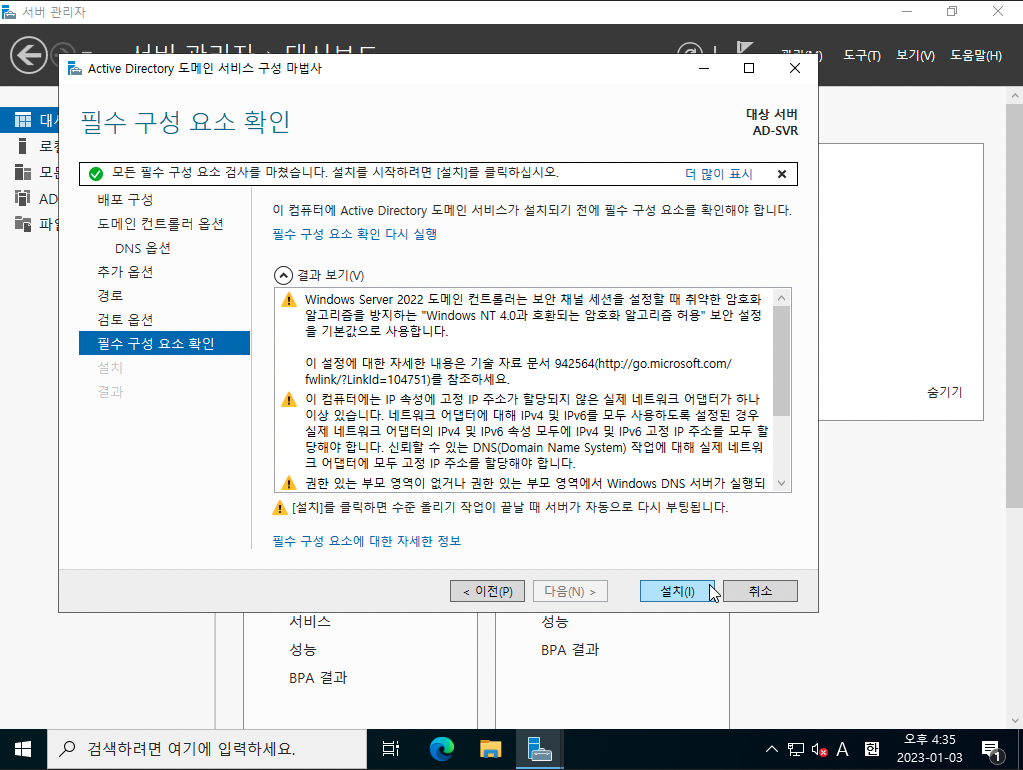 서버 관리자
관리(M)
도구(T)
보기(V)
도움말(H)
Active Directory 도메인 서비스 구성 마법사
필수 구성 요소 확인
대상 서버
AD-SVR
모든 필수 구성 요소 검사를 마쳤습니다. 설치를 시작하려면 [설치]를 클릭하십시오.
더 많이 표시
배포 구성
도메인 컨트롤러 옵션
DNS 옵션
추가 옵션
경로
검토 옵션
필수 구성 요소 확인
설치
결과
이 컴퓨터에 Active Directory 도메인 서비스가 설치되기 전에 필수 구성 요소를 확인해야 합니다.
필수 구성 요소 확인 다시 실행
결과 보기(V)
Windows Server 2022 도메인 컨트롤러는 보안 채널 세션을 설정할 때 취약한 암호화
알고리즘을 방지하는 "Windows NT 4.0과 호환되는 암호화 알고리즘 허용" 보안 설정
을 기본값으로 사용합니다.
이 설정에 대한 자세한 내용은 기술 자료 문서 942564(http://go.microsoft.com/
fwlink/?LinkId=104751)를 참조하세요.
이 컴퓨터에는 IP 속성에 고정 IP 주소가 할당되지 않은 실제 네트워크 어댑터가 하나
이상 있습니다. 네트워크 어댑터에 대해 IPv4 및 IPv6를 모두 사용하도록 설정된 경우
실제 네트워크 어댑터의 IPv4 및 IPv6 속성 모두에 IPv4 및 IPv6 고정 IP 주소를 모두 할
당해야 합니다. 신뢰할 수 있는 DNS(Domain Name System) 작업에 대해 실제 네트워
크 어댑터에 모두 고정 IP 주소를 할당해야 합니다.
권한 있는 부모 영역이 없거나 권한 있는 부모 영역에서 Windows DNS 서버가 실행되
[설치]를 클릭하면 수준 올리기 작업이 끝날 때 서버가 자동으로 다시 부팅됩니다.
필수 구성 요소에 대한 자세한 정보
< 이전(P)
다음(N) >
설치(I)
취소
숨기기
서비스
성능
BPA 결과
성능
BPA 결과
검색하려면 여기에 입력하세요.
A
한
오후 4:35
2023-01-03
1